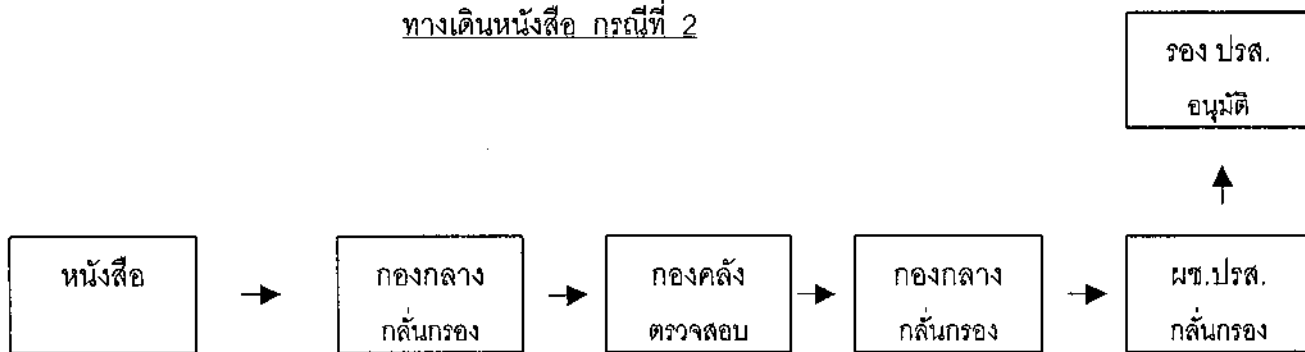 ทางเดินหนังสือ กรณีที่ 2
รอง ปรส.
อนุมัติ
หนังสือ
กองกลาง
กลั่นกรอง
กองคลัง
ตรวจสอบ
กองกลาง
กลั่นกรอง
ผช.ปรส.
กลั่นกรอง